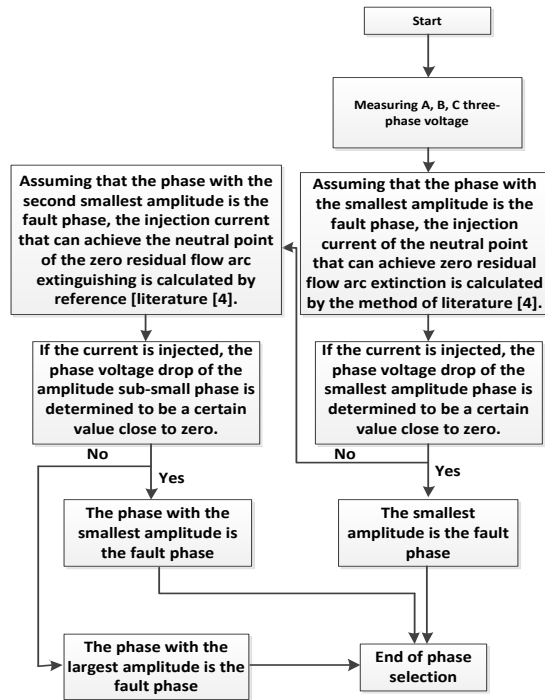 Start
Measuring A, B, C three-
phase voltage
Assuming that the phase with
the smallest amplitude is the
fault phase, the injection
current of the neutral point
that can achieve zero residual
flow arc extinction is calculated
by the method of literature [4].
If the current is injected, the
phase voltage drop of the
smallest amplitude phase is
determined to be a certain
value close to zero.
No
Yes
The smallest
amplitude is the fault
phase
Assuming that the phase with the
second smallest amplitude is the
fault phase, the injection current
that can achieve the neutral point
of the zero residual flow arc
extinguishing is calculated by
reference [literature [4].
If the current is injected, the
phase voltage drop of the
amplitude sub-small phase is
determined to be a certain
value close to zero.
No
Yes
The phase with the
smallest amplitude is
the fault phase
The phase with the
largest amplitude is the
fault phase
End of phase
selection